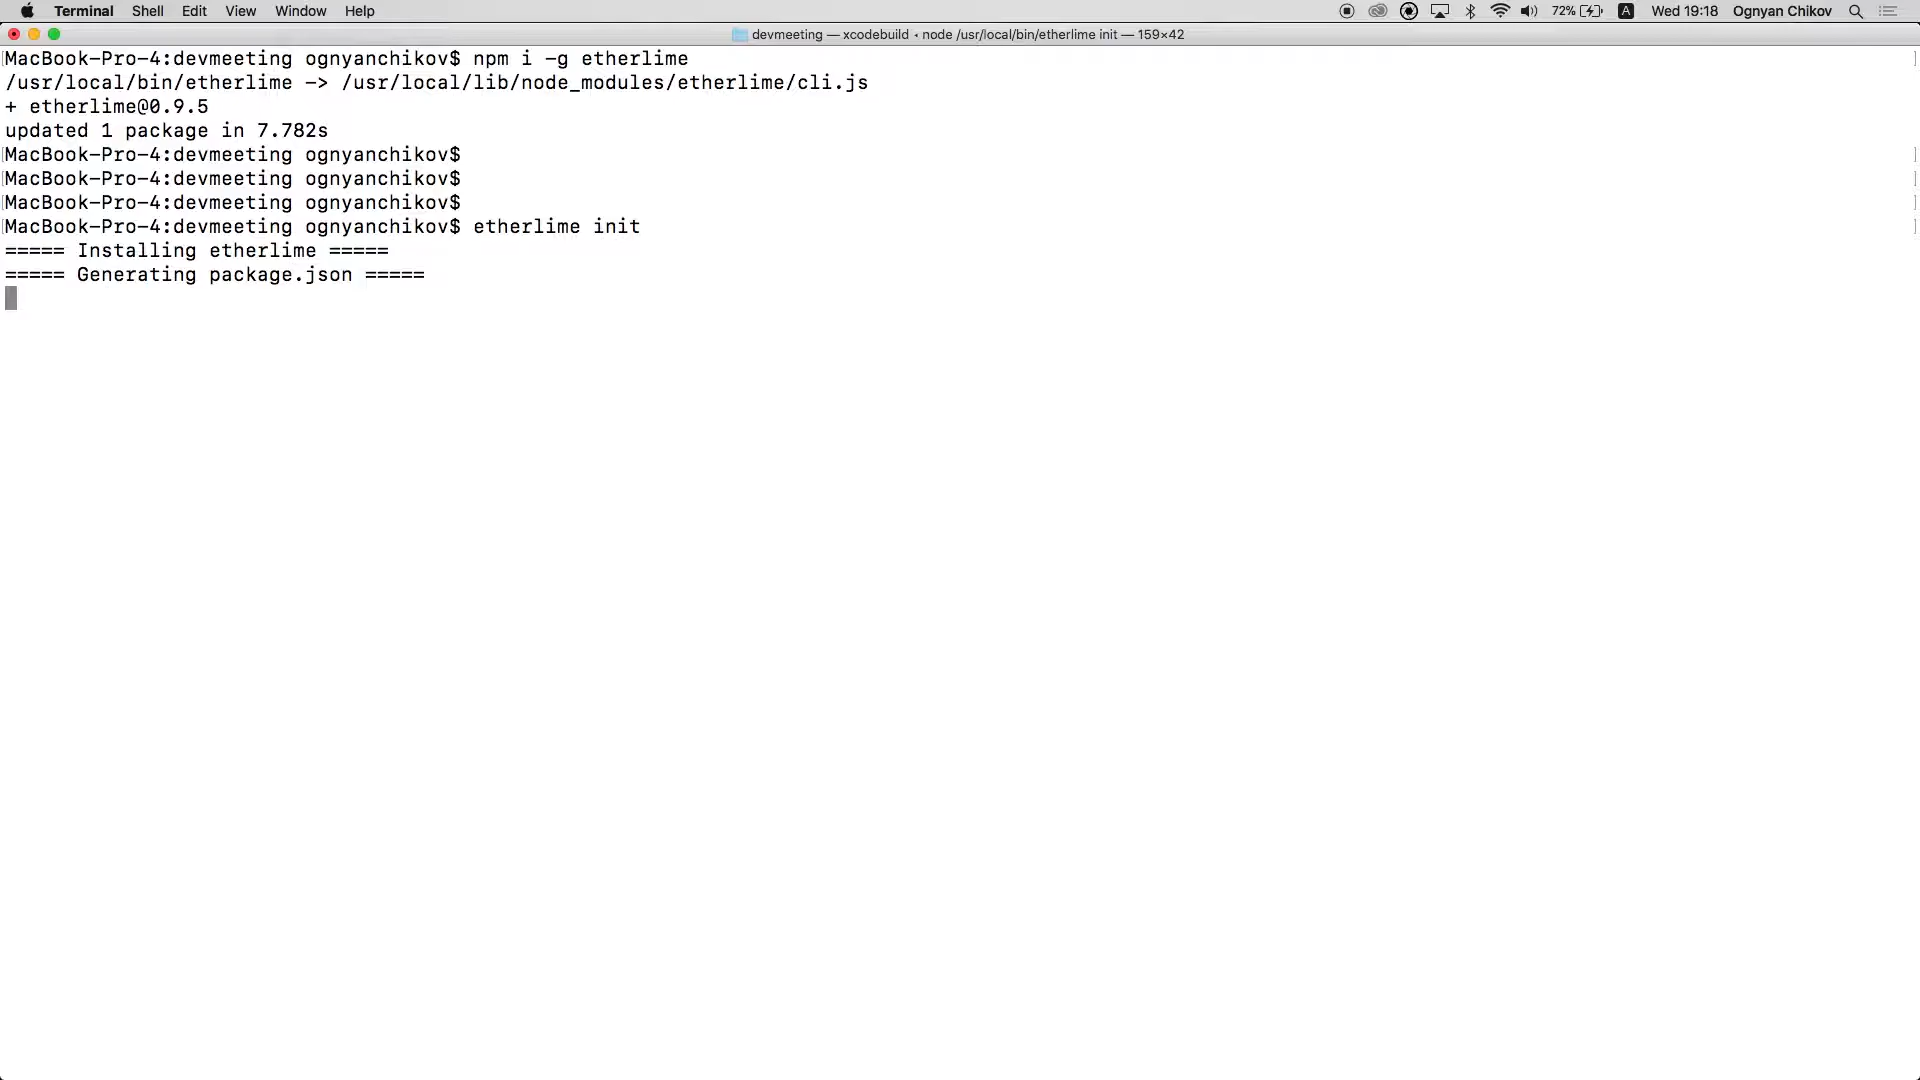 Terminal Shell Edit View Window Help 72% A Wed 19:18 Ognyan Chikov
devmeeting — xcodebuild ◂ node /usr/local/bin/etherlime init — 159×42
MacBook-Pro-4:devmeeting ognyanchikov$ npm i -g etherlime
/usr/local/bin/etherlime -> /usr/local/lib/node_modules/etherlime/cli.js
+ etherlime@0.9.5
updated 1 package in 7.782s
MacBook-Pro-4:devmeeting ognyanchikov$
MacBook-Pro-4:devmeeting ognyanchikov$
MacBook-Pro-4:devmeeting ognyanchikov$
MacBook-Pro-4:devmeeting ognyanchikov$ etherlime init
===== Installing etherlime =====
===== Generating package.json =====